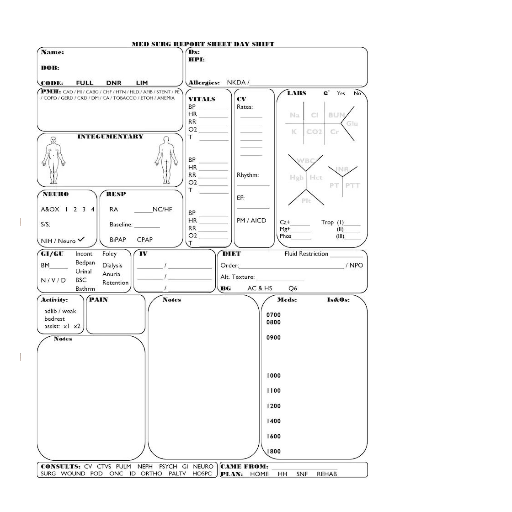 MED SURG REPORT SHEET DAY SHIFT
Name:
DOB:
CODE: FULL DNR LIM
Dx:
HPI:
Allergies: NKDA /
PMH: CAD / MI / CABG / CHF / HTN / HLD / AFIB / STENT / PE
/ COPD / GERD / CKD / DM / CA / TOBACCO / ETOH / ANEMIA
INTEGUMENTARY
VITALS
BP
HR
RR
O2
T
BP
HR
RR
O2
T
BP
HR
RR
O2
T
CV
Rates:
Rhythm:
EF:
PM / AICD
LABS Yes No
Na Cl BUN
Glu
K CO2 Cr
WBC
Hgb Hct
Plt
INR
PT PTT
Ca+ Trop (I)
Mg+ (II)
Phos (III)
NEURO
A&OX 1 2 3 4
S/S:
NIH / Neuro ✓
RESP
RA NC/HF
Baseline
BiPAP CPAP
GI/GU Incont Foley
BM Bedpan Dialysis
Urinal Anuria
N / V / D BSC Retention
Bathrm
IV
/
/
/
DIET Fluid Restriction
Order: / NPO
Alt. Texture:
BG AC & HS Q6
Activity:
adlib / weak
bedrest
assist: x1 x2
PAIN
Notes
Notes
Meds: Is&Os:
0700
0800
0900
1000
1100
1200
1400
1600
1800
CONSULTS: CV CTVS PULM NEPH PSYCH GI NEURO
SURG WOUND POD ONC ID ORTHO PALTV HOSPC
CAME FROM:
PLAN: HOME HH SNF REHAB